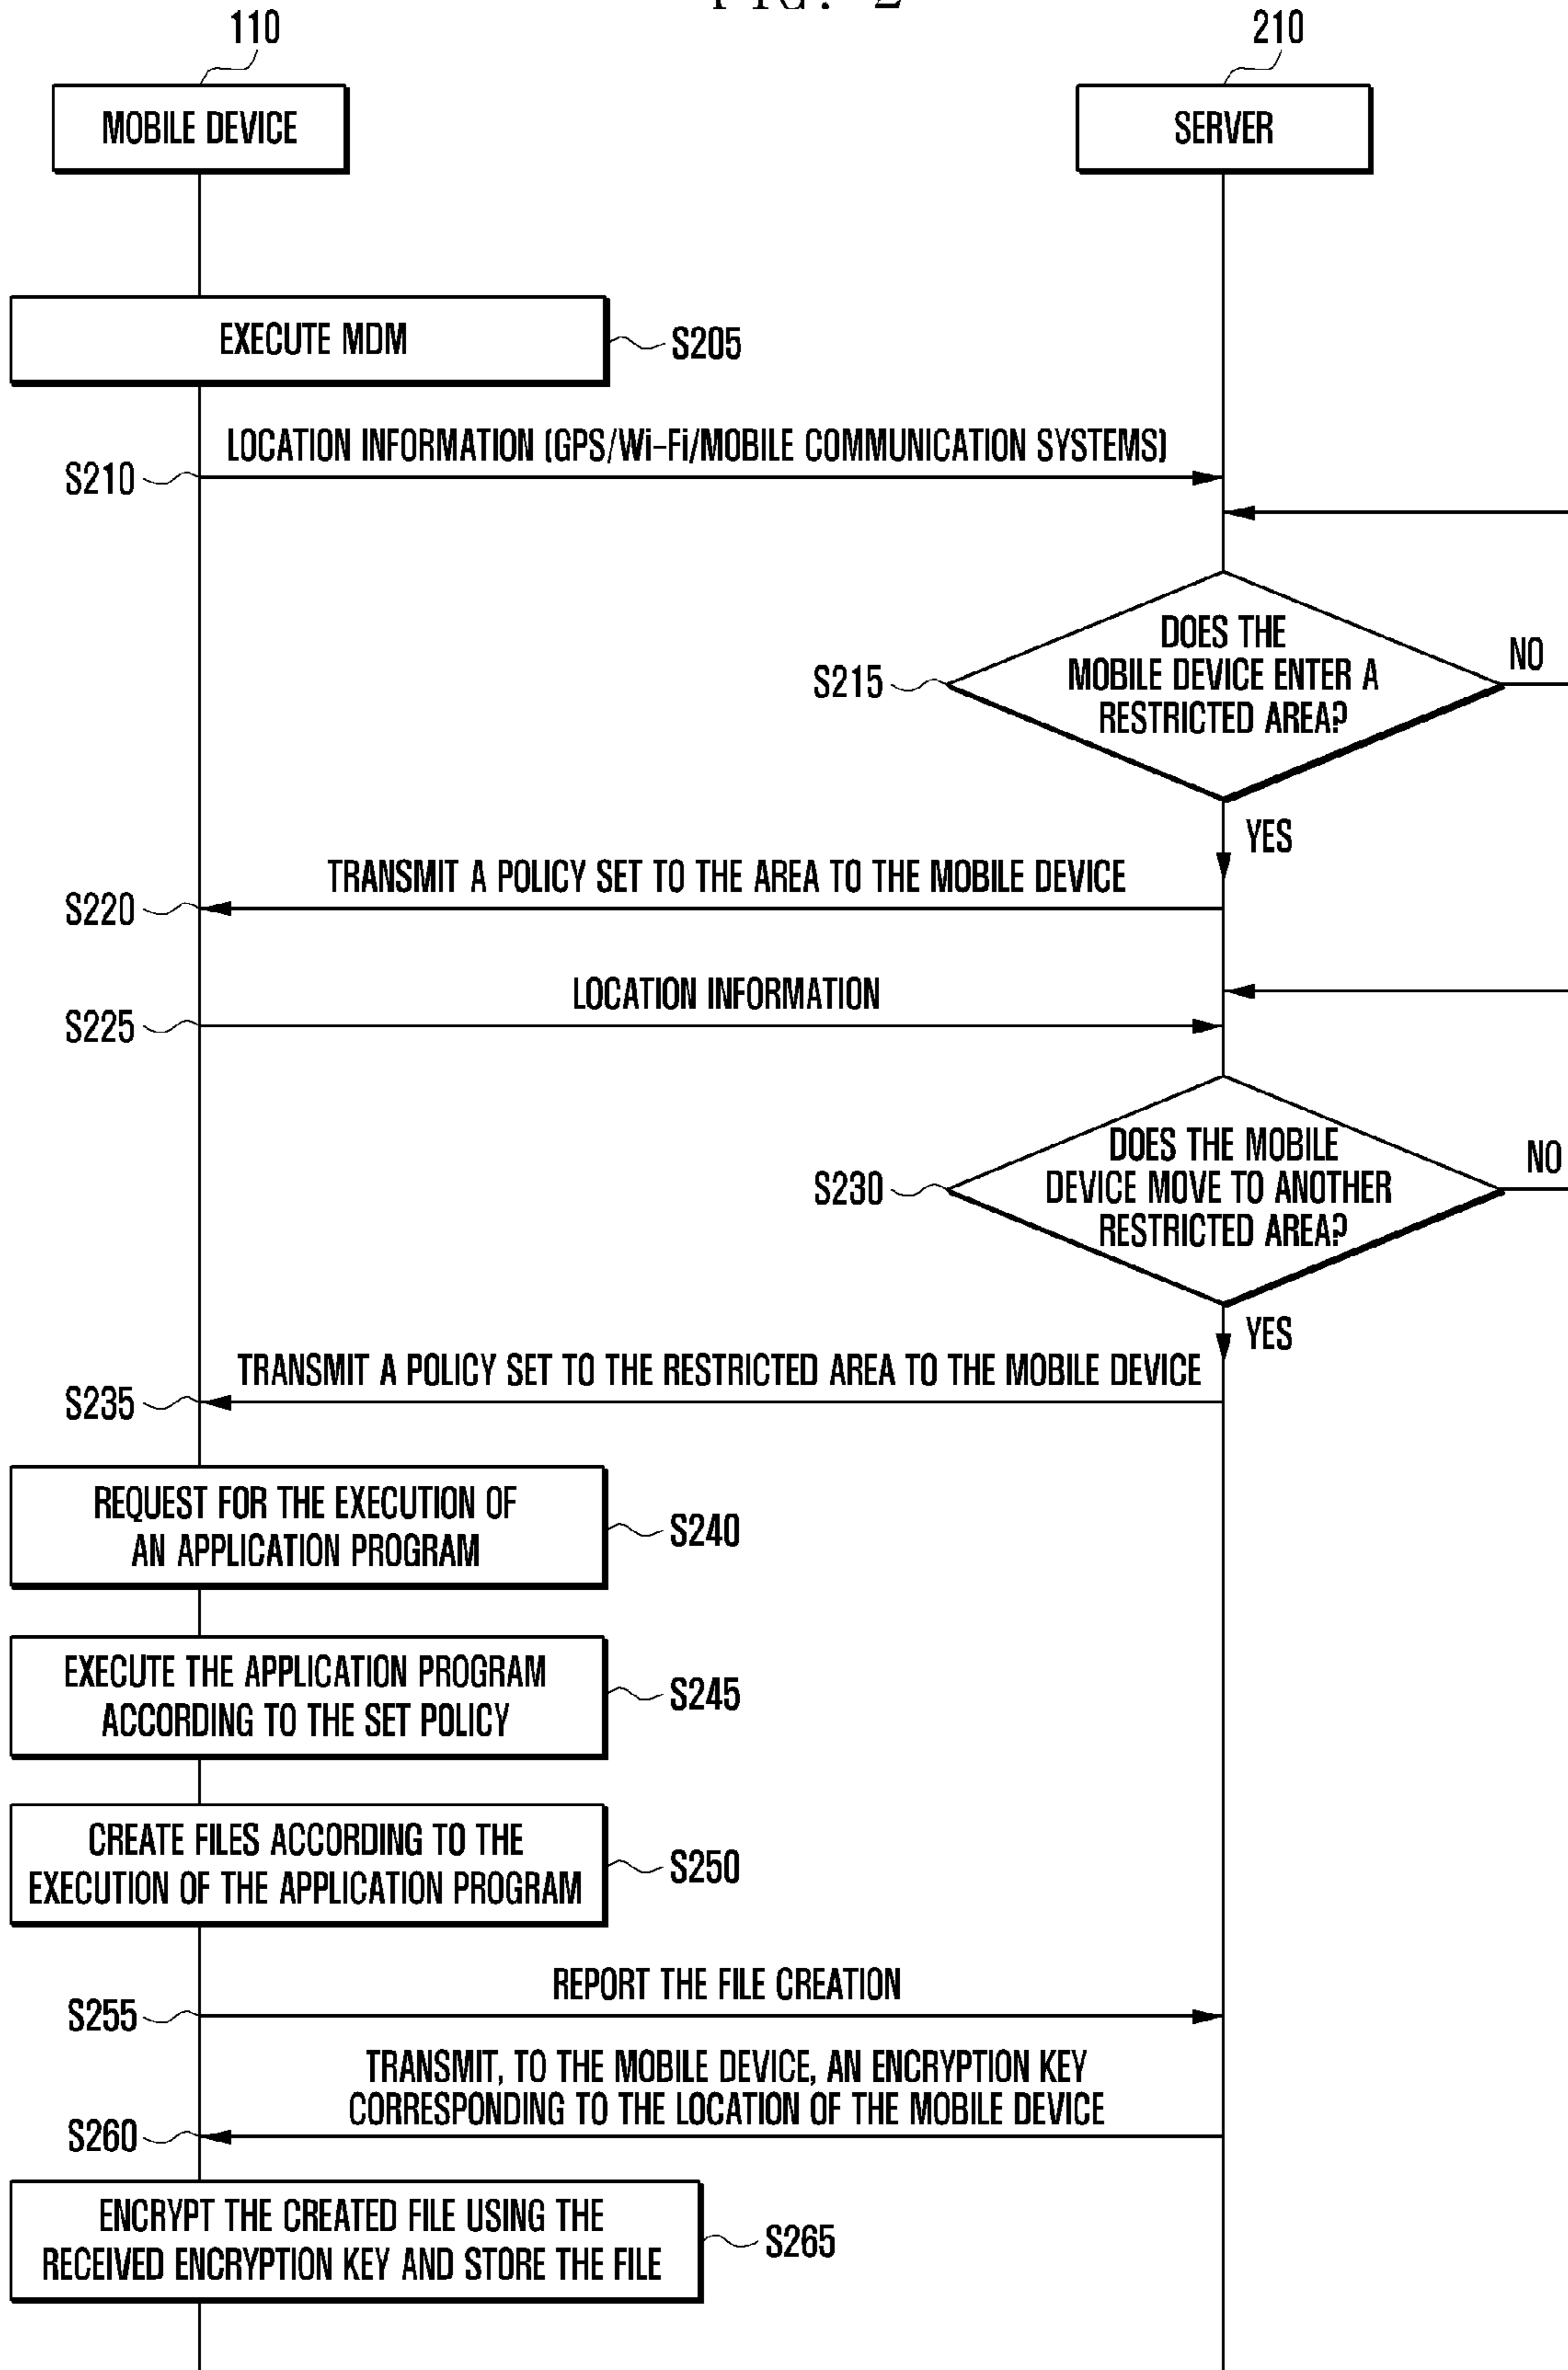 FIG. 2
110
210
MOBILE DEVICE
SERVER
EXECUTE MDM
S205
LOCATION INFORMATION (GPS/Wi-Fi/MOBILE COMMUNICATION SYSTEMS)
S210
DOES THE
MOBILE DEVICE ENTER A
RESTRICTED AREA?
S215
NO
YES
TRANSMIT A POLICY SET TO THE AREA TO THE MOBILE DEVICE
S220
LOCATION INFORMATION
S225
DOES THE MOBILE
DEVICE MOVE TO ANOTHER
RESTRICTED AREA?
S230
NO
YES
TRANSMIT A POLICY SET TO THE RESTRICTED AREA TO THE MOBILE DEVICE
S235
REQUEST FOR THE EXECUTION OF
AN APPLICATION PROGRAM
S240
EXECUTE THE APPLICATION PROGRAM
ACCORDING TO THE SET POLICY
S245
CREATE FILES ACCORDING TO THE
EXECUTION OF THE APPLICATION PROGRAM
S250
REPORT THE FILE CREATION
S255
TRANSMIT, TO THE MOBILE DEVICE, AN ENCRYPTION KEY
CORRESPONDING TO THE LOCATION OF THE MOBILE DEVICE
S260
ENCRYPT THE CREATED FILE USING THE
RECEIVED ENCRYPTION KEY AND STORE THE FILE
S265